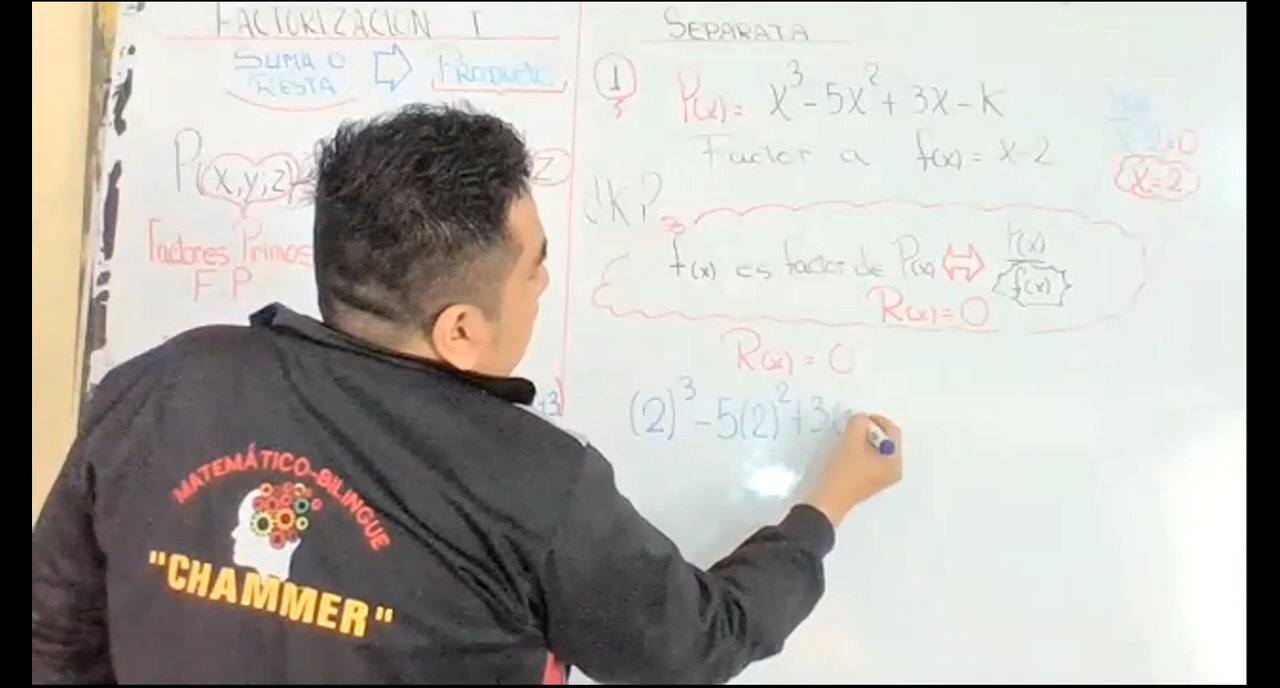 FACTORIZACION I
SUMA O
RESTA
PRODUCTO
P(x,y,z)
z
Factores Primos
F.P
+3)
SEPARATA
1
P(x) = x³ - 5x² + 3x - K
Factor a f(x) = x-2
x-2=0
x=2
¿K?
f(x) es factor de P(x) ⇔ P(x)
f(x)
R(x)=0
R(x) = 0
(2)³ - 5(2)² + 3(
MATEMÁTICO-BILINGUE
"CHAMMER"